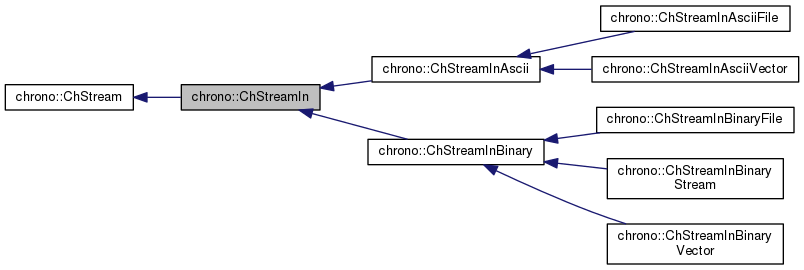 chrono::ChStream
chrono::ChStreamIn
chrono::ChStreamInAscii
chrono::ChStreamInAsciiFile
chrono::ChStreamInAsciiVector
chrono::ChStreamInBinary
chrono::ChStreamInBinaryFile
chrono::ChStreamInBinary
Stream
chrono::ChStreamInBinary
Vector